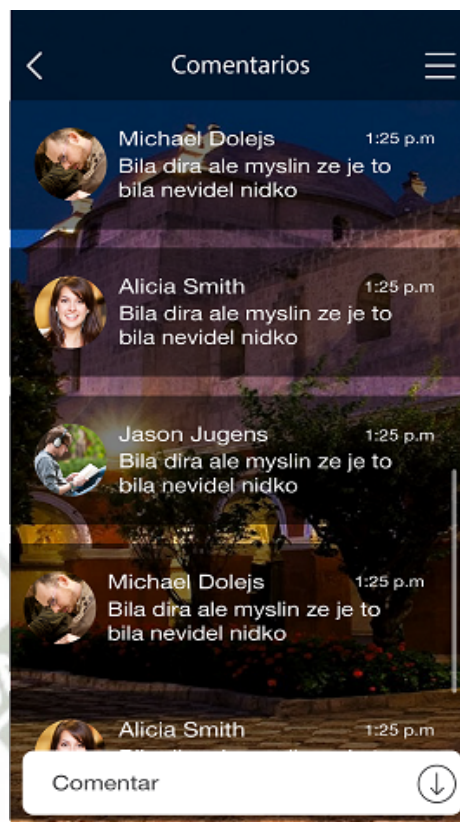 Comentarios
Michael Dolejs 1:25 p.m
Bila dira ale myslin ze je to
bila nevidel nidko
Alicia Smith 1:25 p.m
Bila dira ale myslin ze je to
bila nevidel nidko
Jason Jugens 1:25 p.m
Bila dira ale myslin ze je to
bila nevidel nidko
Michael Dolejs 1:25 p.m
Bila dira ale myslin ze je to
bila nevidel nidko
Alicia Smith 1:25 p.m
Comentar